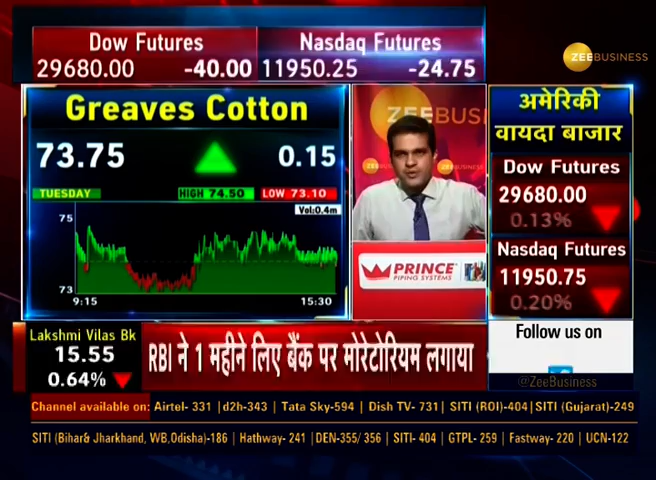 Dow Futures
29680.00 -40.00
Nasdaq Futures
11950.25 -24.75
ZEE BUSINESS
Greaves Cotton
73.75 0.15
TUESDAY HIGH 74.50 LOW 73.10
Vol:0.4m
75
73
9:15 15:30
ZEE BUSI
PRINCE
PIPING SYSTEMS
अमेरिकी
वायदा बाजार
Dow Futures
29680.00
0.13%
Nasdaq Futures
11950.75
0.20%
Lakshmi Vilas Bk
15.55
0.64%
RBI ने 1 महीने लिए बैंक पर मोरेटोरियम लगाया
Follow us on
@ZeeBusiness
Channel available on: Airtel- 331 |d2h-343 | Tata Sky-594 | Dish TV- 731| SITI (ROI)-404| SITI (Gujarat)-249
SITI (Bihar& Jharkhand, WB,Odisha)-186 | Hathway- 241 |DEN-355/ 356 | SITI- 404 | GTPL- 259 | Fastway- 220 | UCN-122